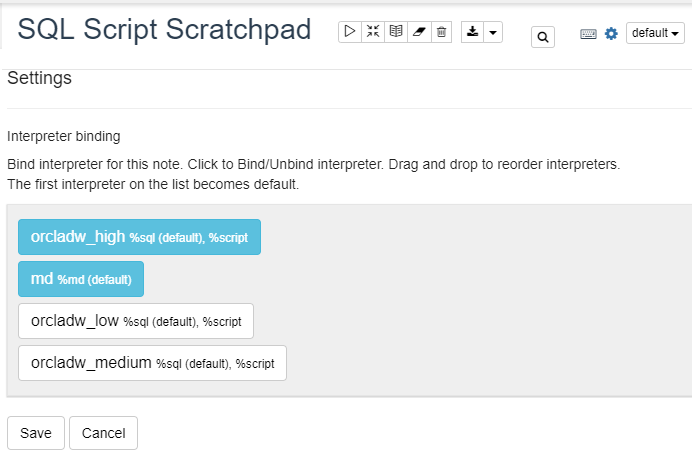 SQL Script Scratchpad
default
Settings
Interpreter binding
Bind interpreter for this note. Click to Bind/Unbind interpreter. Drag and drop to reorder interpreters.
The first interpreter on the list becomes default.
orcladw_high %sql (default), %script
md %md (default)
orcladw_low %sql (default), %script
orcladw_medium %sql (default), %script
Save Cancel